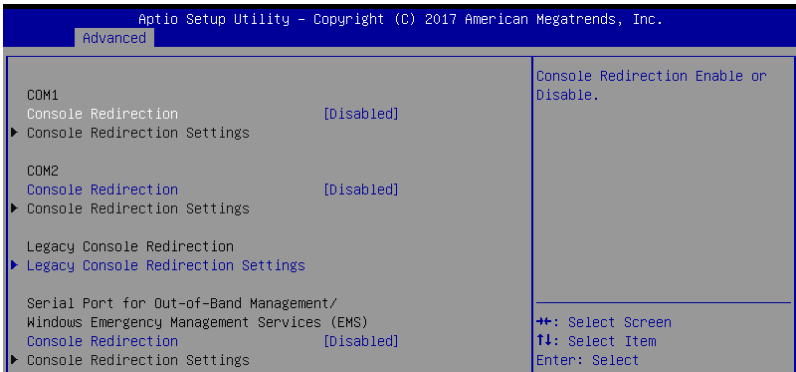 Aptio Setup Utility – Copyright (C) 2017 American Megatrends, Inc.
Advanced
COM1
Console Redirection [Disabled]
▶ Console Redirection Settings
COM2
Console Redirection [Disabled]
▶ Console Redirection Settings
Legacy Console Redirection
▶ Legacy Console Redirection Settings
Serial Port for Out-of-Band Management/
Windows Emergency Management Services (EMS)
Console Redirection [Disabled]
▶ Console Redirection Settings
Console Redirection Enable or
Disable.
→←: Select Screen
↑↓: Select Item
Enter: Select